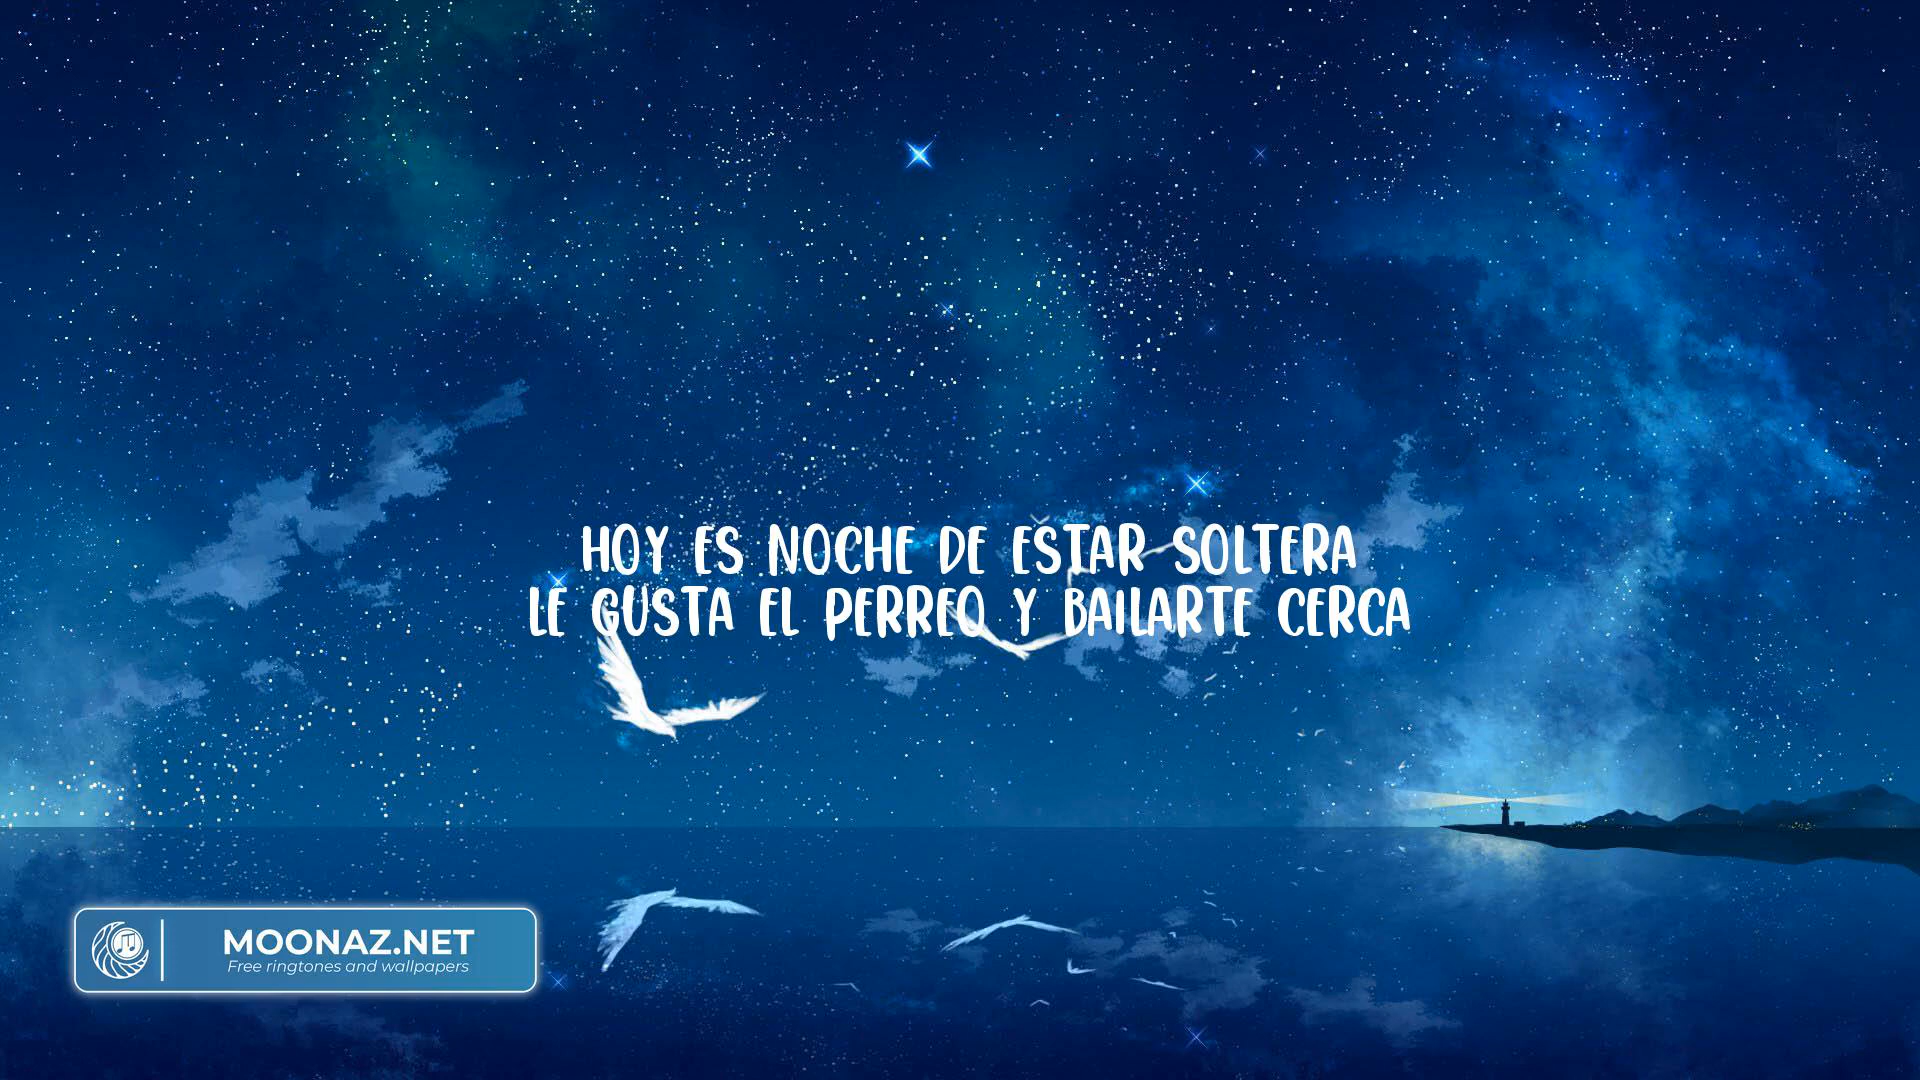 HOY ES NOCHE DE ESTAR SOLTERA
LE GUSTA EL PERREO Y BAILARTE CERCA
MOONAZ.NET
Free ringtones and wallpapers